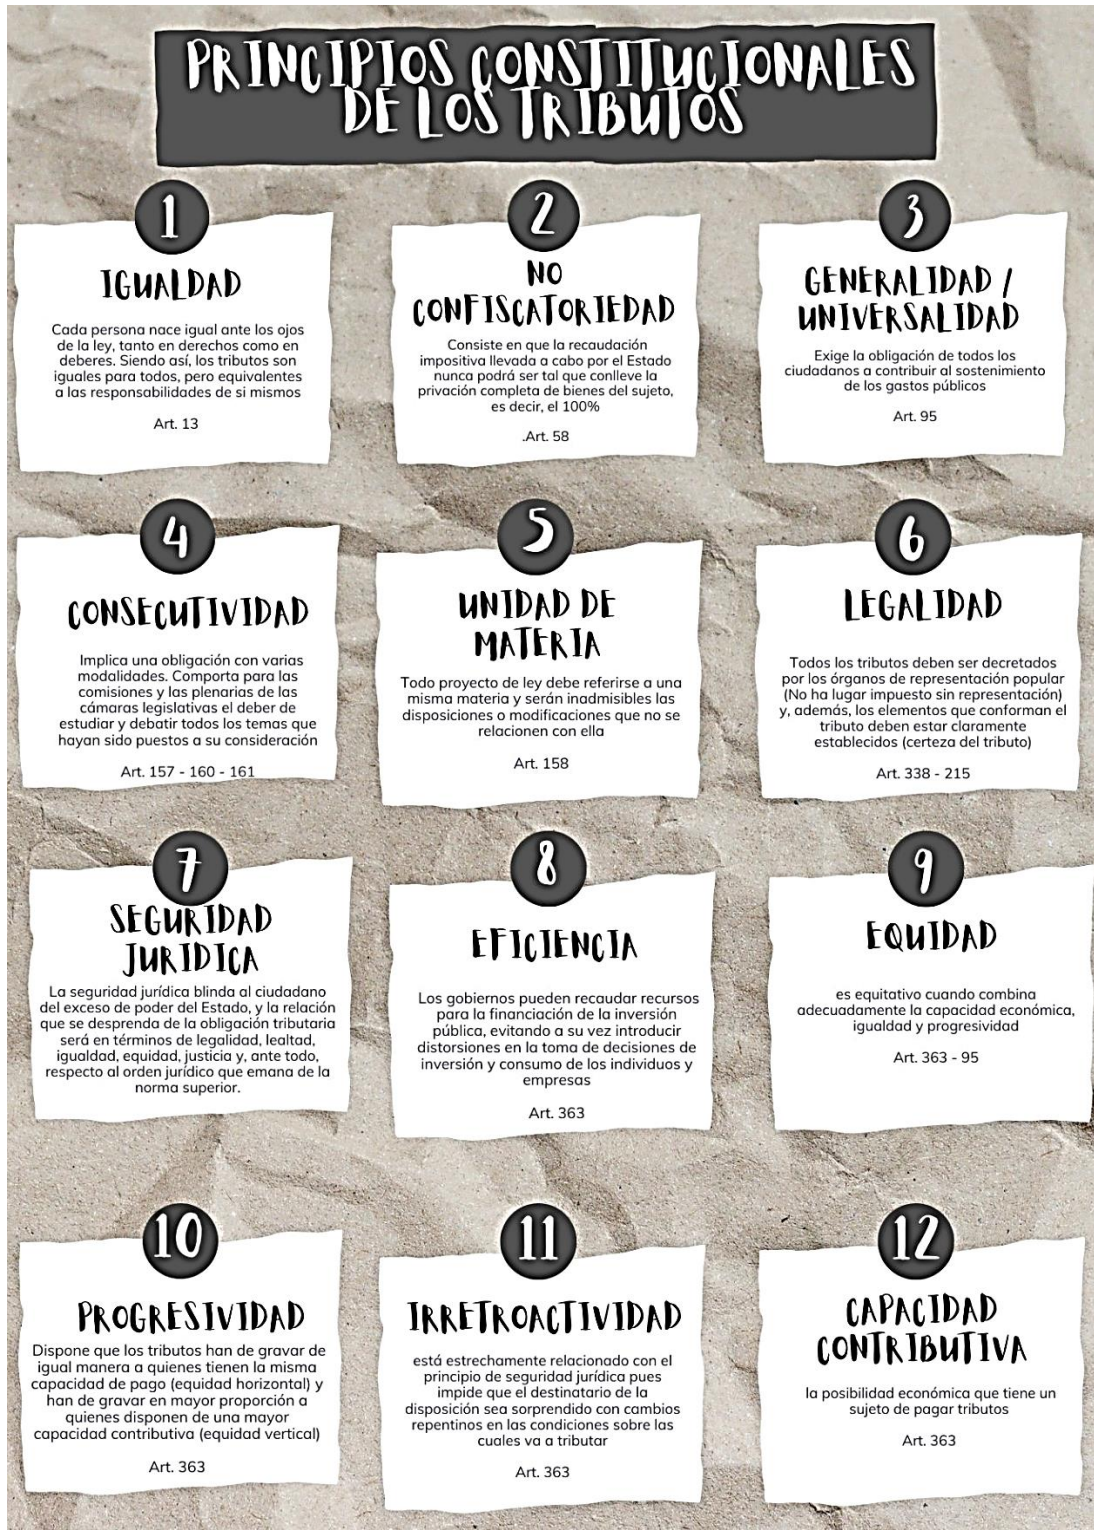 PRINCIPIOS CONSTITUCIONALES
DE LOS TRIBUTOS
1
IGUALDAD
Cada persona nace igual ante los ojos
de la ley, tanto en derechos como en
deberes. Siendo así, los tributos son
iguales para todos, pero equivalentes
a las responsabilidades de si mismos
Art. 13
2
NO
CONFISCATORIEDAD
Consiste en que la recaudación
impositiva llevada a cabo por el Estado
nunca podrá ser tal que conlleve la
privación completa de bienes del sujeto,
es decir, el 100%
.Art. 58
3
GENERALIDAD /
UNIVERSALIDAD
Exige la obligación de todos los
ciudadanos a contribuir al sostenimiento
de los gastos públicos
Art. 95
4
CONSECUTIVIDAD
Implica una obligación con varias
modalidades. Comporta para las
comisiones y las plenarias de las
cámaras legislativas el deber de
estudiar y debatir todos los temas que
hayan sido puestos a su consideración
Art. 157 - 160 - 161
5
UNIDAD DE
MATERIA
Todo proyecto de ley debe referirse a una
misma materia y serán inadmisibles las
disposiciones o modificaciones que no se
relacionen con ella
Art. 158
6
LEGALIDAD
Todos los tributos deben ser decretados
por los órganos de representación popular
(No ha lugar impuesto sin representación)
y, además, los elementos que conforman el
tributo deben estar claramente
establecidos (certeza del tributo)
Art. 338 - 215
7
SEGURIDAD
JURIDICA
La seguridad jurídica blinda al ciudadano
del exceso de poder del Estado, y la relación
que se desprenda de la obligación tributaria
será en términos de legalidad, lealtad,
igualdad, equidad, justicia y, ante todo,
respecto al orden jurídico que emana de la
norma superior.
8
EFICIENCIA
Los gobiernos pueden recaudar recursos
para la financiación de la inversión
pública, evitando a su vez introducir
distorsiones en la toma de decisiones de
inversión y consumo de los individuos y
empresas
Art. 363
9
EQUIDAD
es equitativo cuando combina
adecuadamente la capacidad económica,
igualdad y progresividad
Art. 363 - 95
10
PROGRESIVIDAD
Dispone que los tributos han de gravar de
igual manera a quienes tienen la misma
capacidad de pago (equidad horizontal) y
han de gravar en mayor proporción a
quienes disponen de una mayor
capacidad contributiva (equidad vertical)
Art. 363
11
IRRETROACTIVIDAD
está estrechamente relacionado con el
principio de seguridad jurídica pues
impide que el destinatario de la
disposición sea sorprendido con cambios
repentinos en las condiciones sobre las
cuales va a tributar
Art. 363
12
CAPACIDAD
CONTRIBUTIVA
la posibilidad económica que tiene un
sujeto de pagar tributos
Art. 363